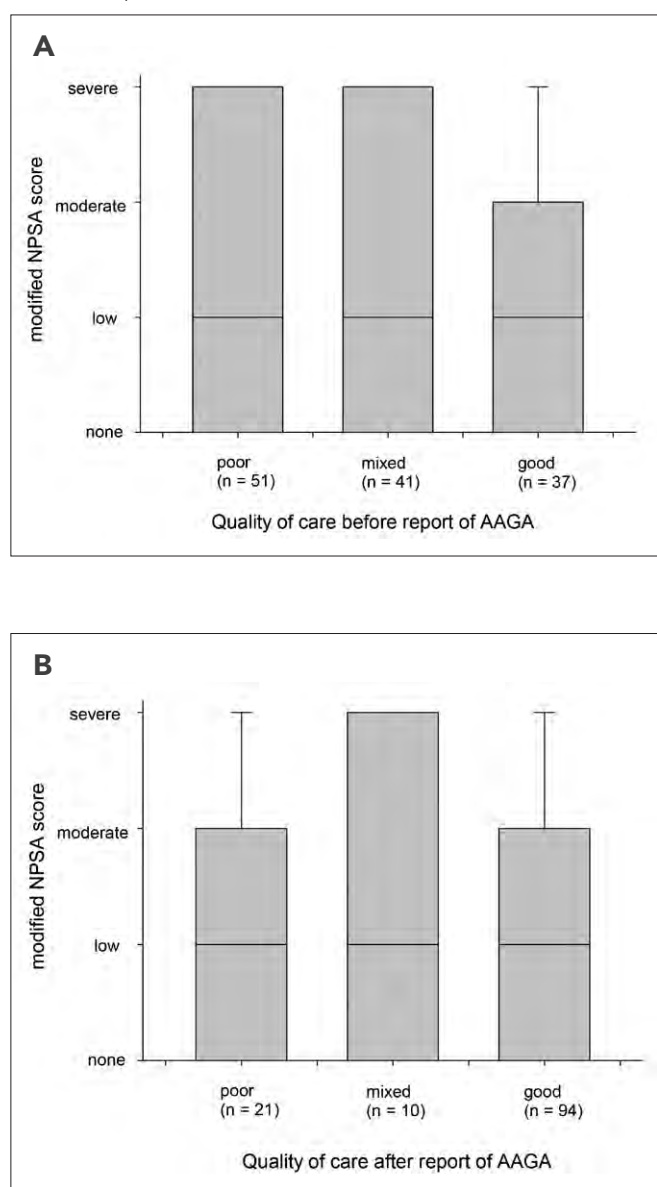 A
severe
moderate
low
none
modified NPSA score
poor
(n = 51)
mixed
(n = 41)
good
(n = 37)
Quality of care before report of AAGA
B
severe
moderate
low
none
modified NPSA score
poor
(n = 21)
mixed
(n = 10)
good
(n = 94)
Quality of care after report of AAGA